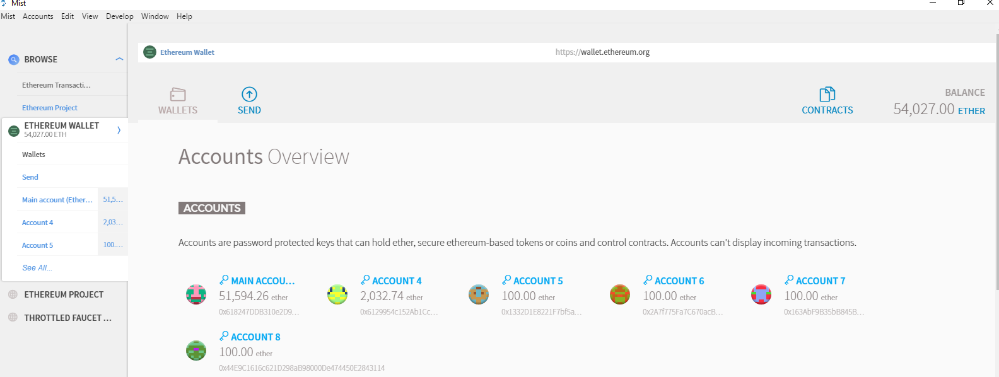 Mist
Mist Accounts Edit View Develop Window Help
BROWSE
Ethereum Transacti...
Ethereum Project
ETHEREUM WALLET
54,027.00 ETH
Wallets
Send
Main account (Ether... 51,5...
Account 4 2,03...
Account 5 100....
See All...
ETHEREUM PROJECT
THROTTLED FAUCET ...
Ethereum Wallet https://wallet.ethereum.org
WALLETS SEND CONTRACTS
BALANCE
54,027.00 ETHER
Accounts Overview
ACCOUNTS
Accounts are password protected keys that can hold ether, secure ethereum-based tokens or coins and control contracts. Accounts can't display incoming transactions.
MAIN ACCOU...
51,594.26 ether
0x618247DDB310e2D9...
ACCOUNT 4
2,032.74 ether
0x6129954c152Ab1Cc...
ACCOUNT 5
100.00 ether
0x1332D1E8221F7bf5a...
ACCOUNT 6
100.00 ether
0x2A7f775Fa7C670acB...
ACCOUNT 7
100.00 ether
0x163AbF9B35bB845B...
ACCOUNT 8
100.00 ether
0x44E9C1616c621D298aB98000De474450E2843114